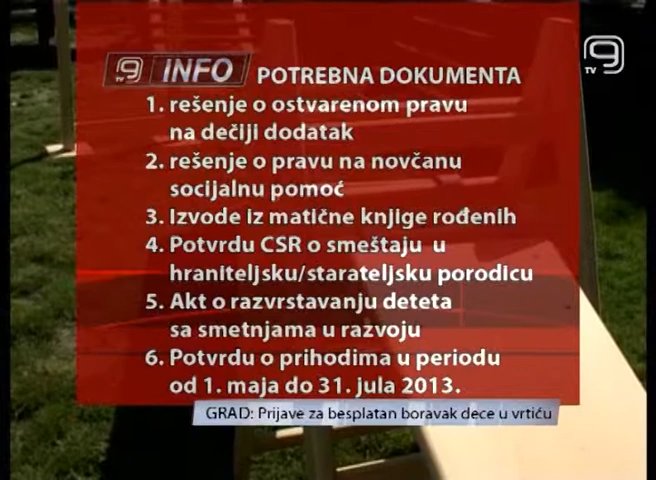 9 TV INFO POTREBNA DOKUMENTA
9 TV
1. rešenje o ostvarenom pravu
na dečiji dodatak
2. rešenje o pravu na novčanu
socijalnu pomoć
3. Izvode iz matične knjige rođenih
4. Potvrdu CSR o smeštaju u
hraniteljsku/starateljsku porodicu
5. Akt o razvrstavanju deteta
sa smetnjama u razvoju
6. Potvrdu o prihodima u periodu
od 1. maja do 31. jula 2013.
GRAD: Prijave za besplatan boravak dece u vrtiću